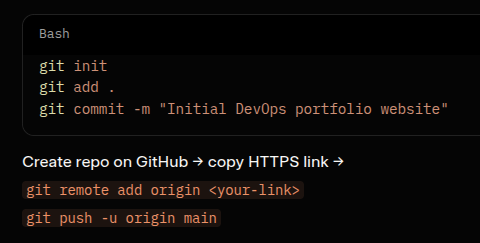 Bash
git init
git add .
git commit -m "Initial DevOps portfolio website"
Create repo on GitHub → copy HTTPS link →
git remote add origin <your-link>
git push -u origin main